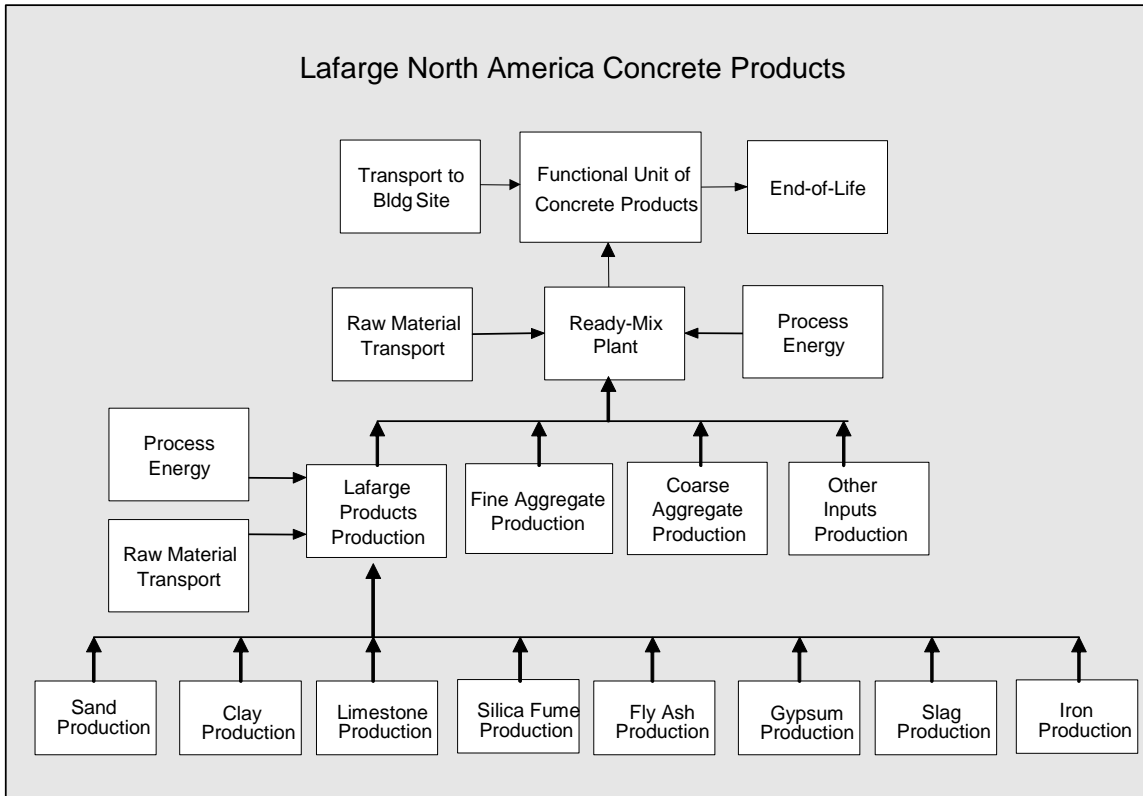 Lafarge North America Concrete Products
Transport to
Bldg Site
Functional Unit of
Concrete Products
End-of-Life
Raw Material
Transport
Ready-Mix
Plant
Process
Energy
Process
Energy
Raw Material
Transport
Lafarge
Products
Production
Fine Aggregate
Production
Coarse
Aggregate
Production
Other
Inputs
Production
Sand
Production
Clay
Production
Limestone
Production
Silica Fume
Production
Fly Ash
Production
Gypsum
Production
Slag
Production
Iron
Production